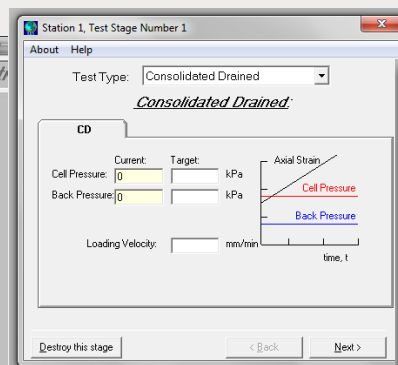 Station 1, Test Stage Number 1
About Help
Test Type: Consolidated Drained
Consolidated Drained:
CD
Current: Target: Axial Strain
Cell Pressure: 0 kPa Cell Pressure
Back Pressure: 0 kPa Back Pressure
Loading Velocity: mm/min
time, t
Destroy this stage < Back Next >